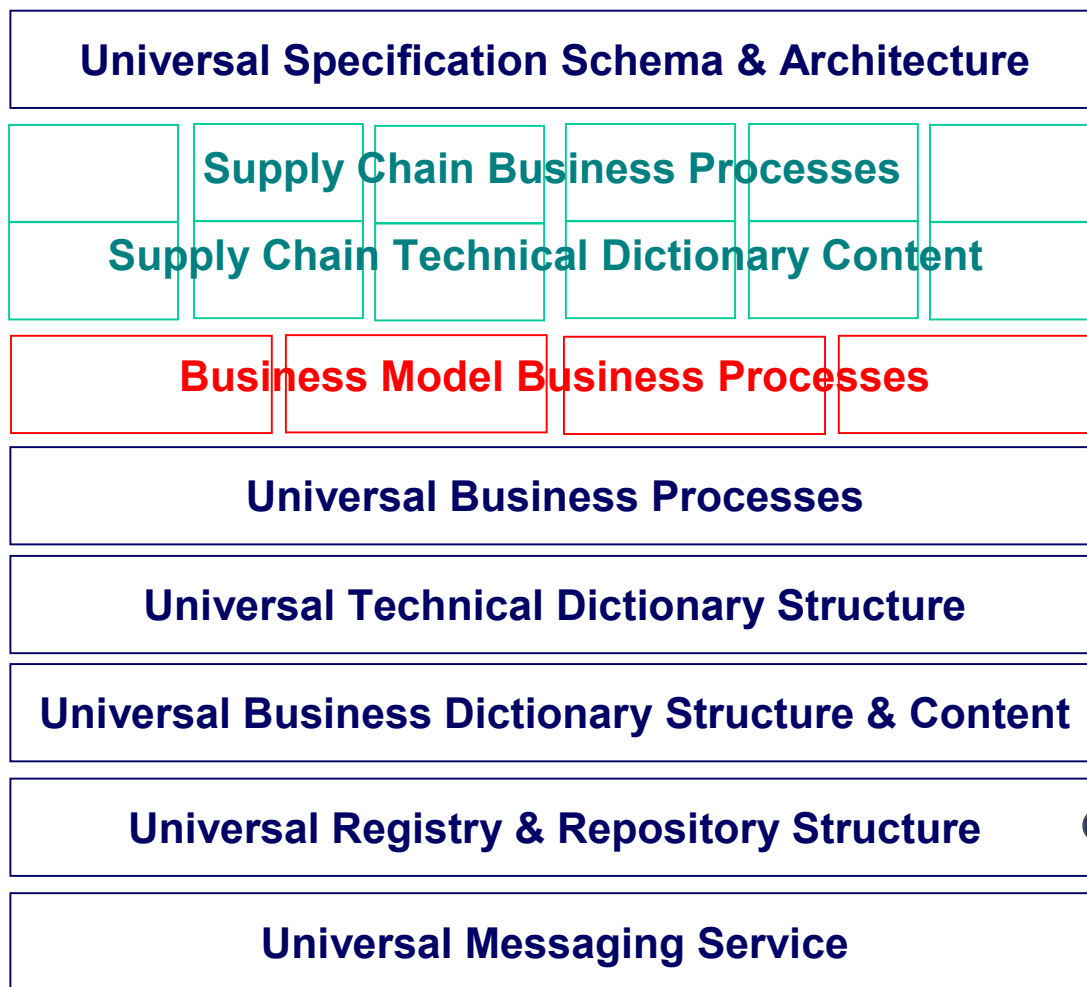 Universal Specification Schema & Architecture
Supply Chain Business Processes
Supply Chain Technical Dictionary Content
Business Model Business Processes
Universal Business Processes
Universal Technical Dictionary Structure
Universal Business Dictionary Structure & Content
Universal Registry & Repository Structure
Universal Messaging Service